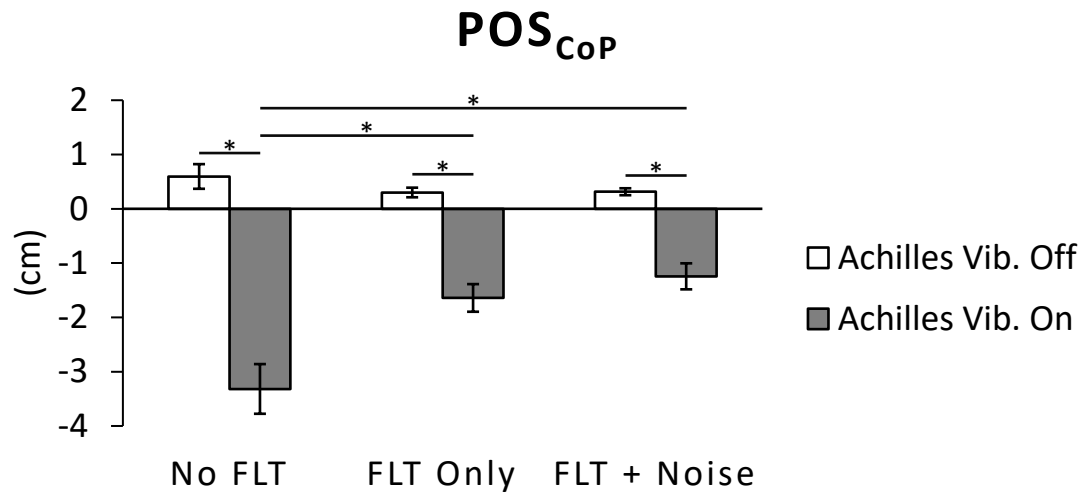 POS_CoP
2
*
1
*
*
*
*
0
-1
-2
-3
-4
(cm)
Achilles Vib. Off
Achilles Vib. On
No FLT
FLT Only
FLT + Noise